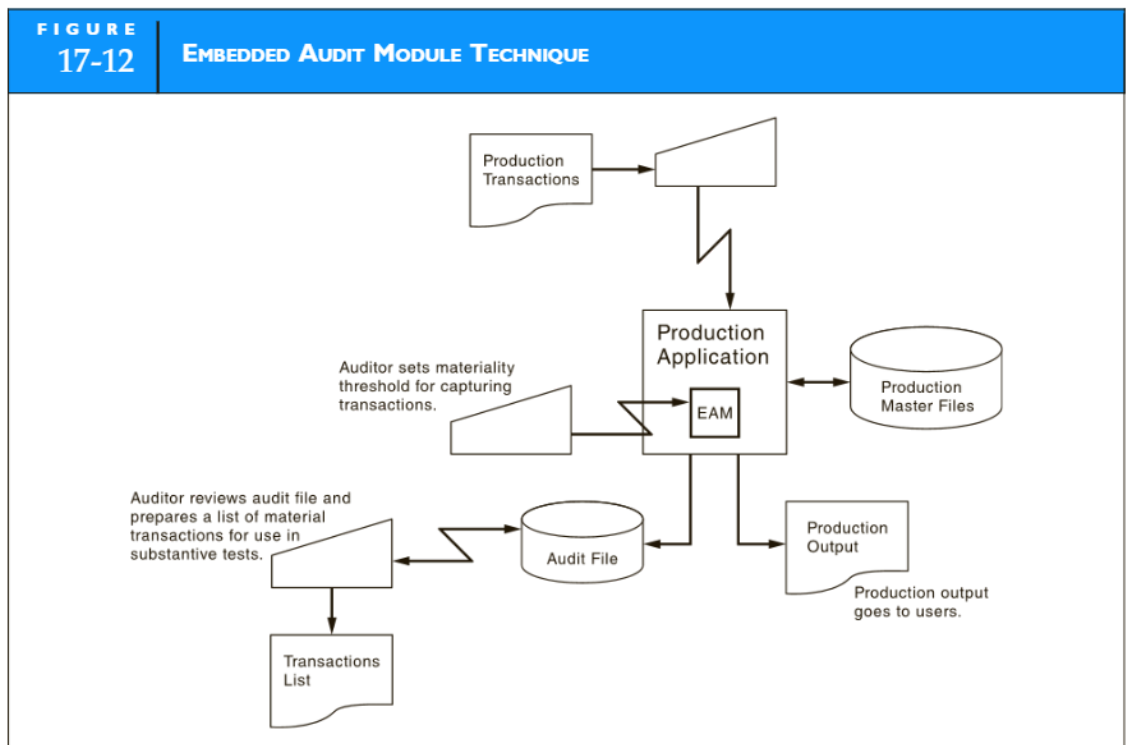 FIGURE
17-12
EMBEDDED AUDIT MODULE TECHNIQUE
Production
Transactions
Production
Application
EAM
Auditor sets materiality
threshold for capturing
transactions.
Production
Master Files
Auditor reviews audit file and
prepares a list of material
transactions for use in
substantive tests.
Audit File
Production
Output
Production output
goes to users.
Transactions
List